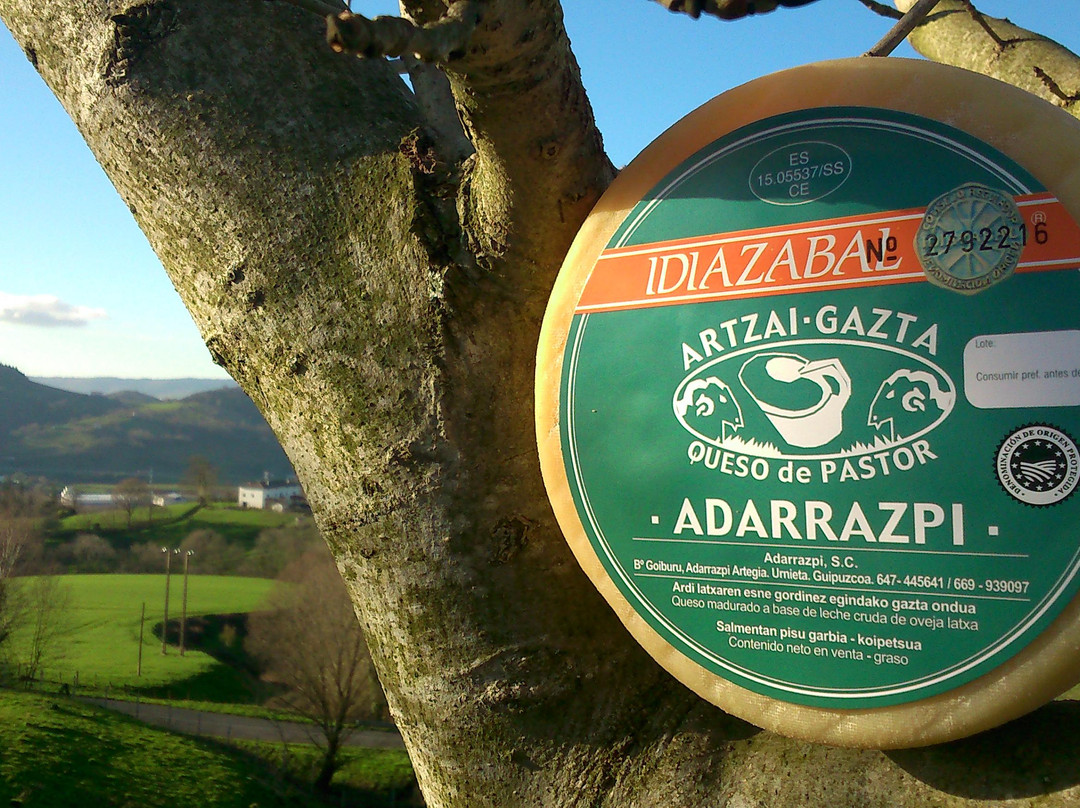 ES
15.05537/SS
CE
IDIAZABAL Nº 2792216 ®
ARTZAI·GAZTA
QUESO de PASTOR
Lote:
Consumir pref. antes de
DENOMINACIÓN DE ORIGEN PROTEGIDA
· ADARRAZPI ·
Adarrazpi, S.C.
Bº Goiburu, Adarrazpi Artegia. Urnieta. Guipuzcoa. 647- 445641 / 669 - 939097
Ardi latxaren esne gordinez egindako gazta ondua
Queso madurado a base de leche cruda de oveja latxa
Salmentan pisu garbia - koipetsua
Contenido neto en venta - graso